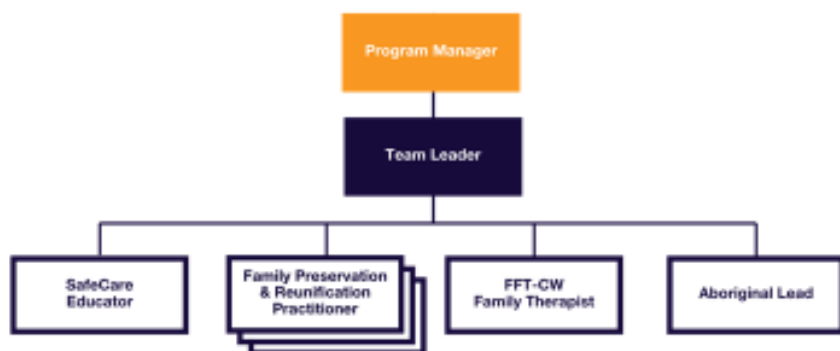 Program Manager
Team Leader
SafeCare
Educator
Family Preservation
& Reunification
Practitioner
FFT-CW
Family Therapist
Aboriginal Lead